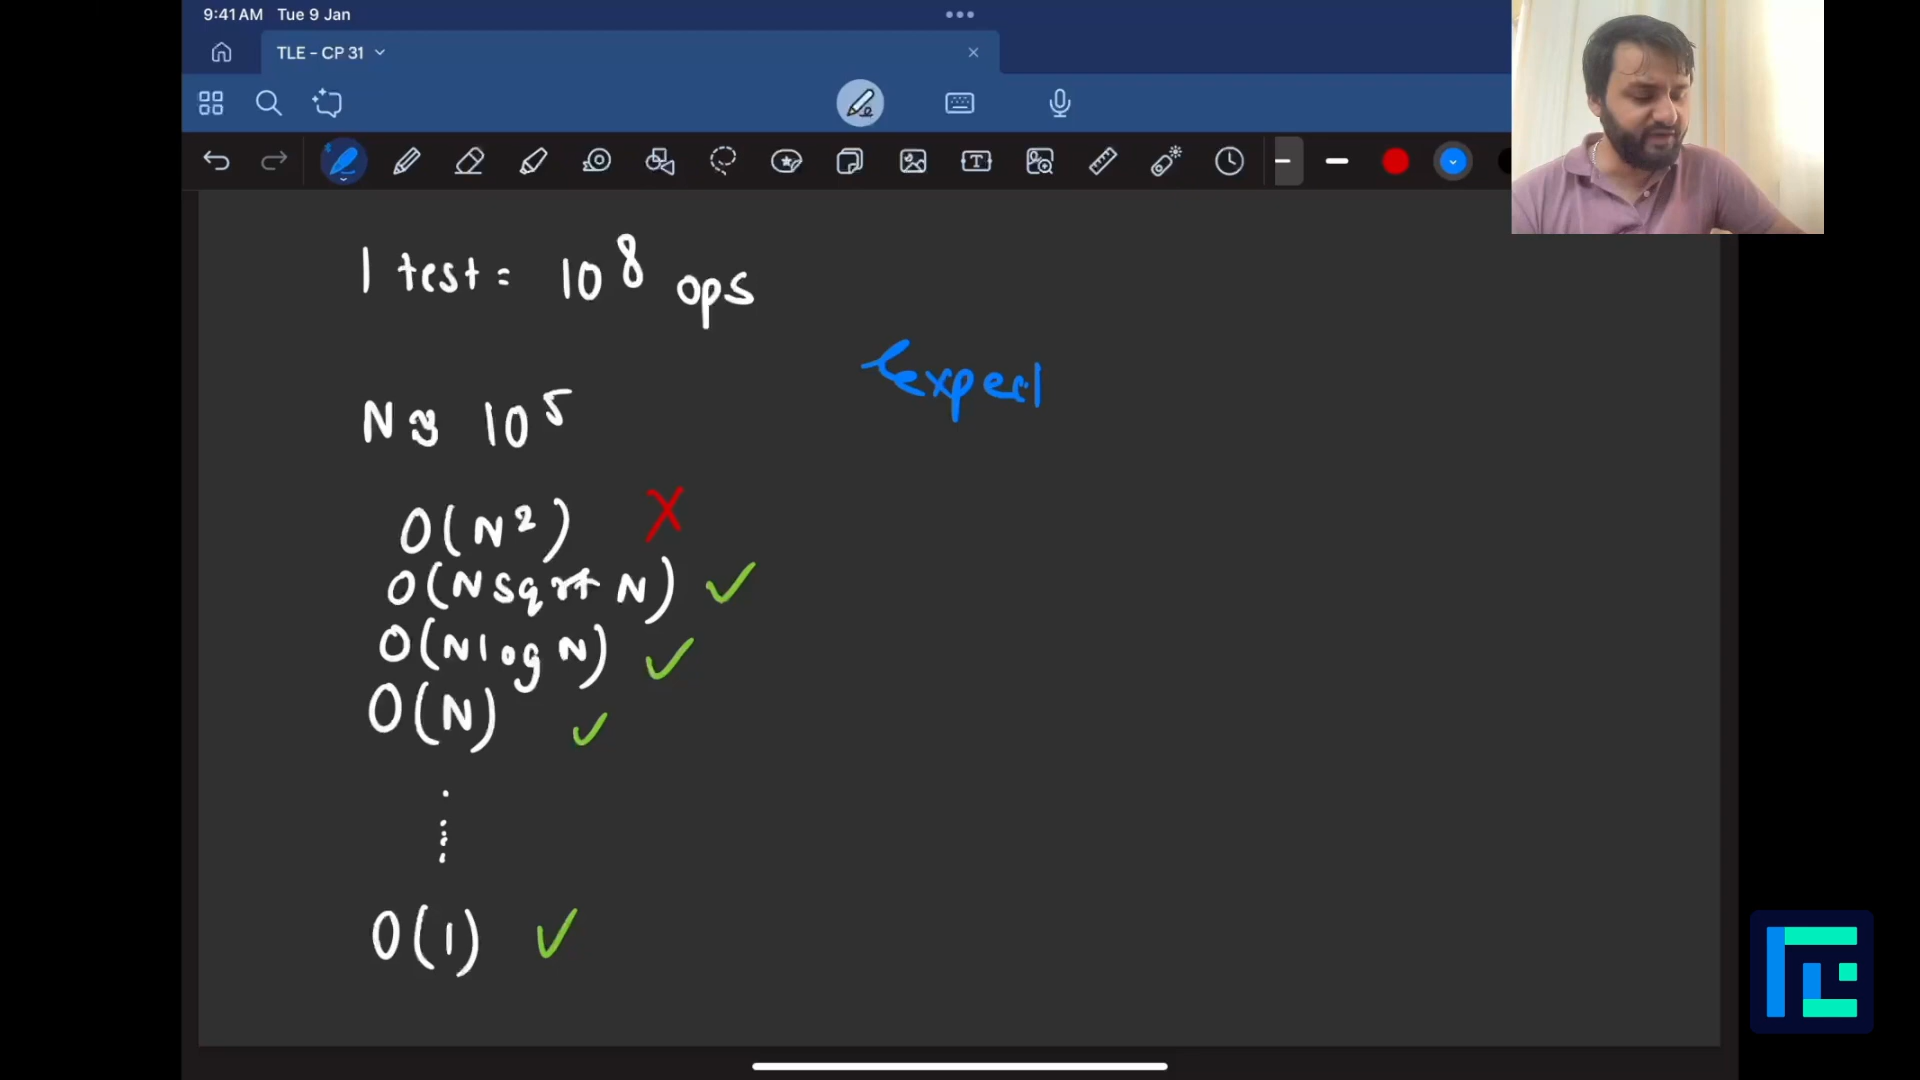 9:41 AM Tue 9 Jan
TLE - CP 31
1 test = 10^8 ops
N ≈ 10^5
O(N^2) X
O(N sqrt N) ✓
O(N log N) ✓
O(N) ✓
O(1) ✓